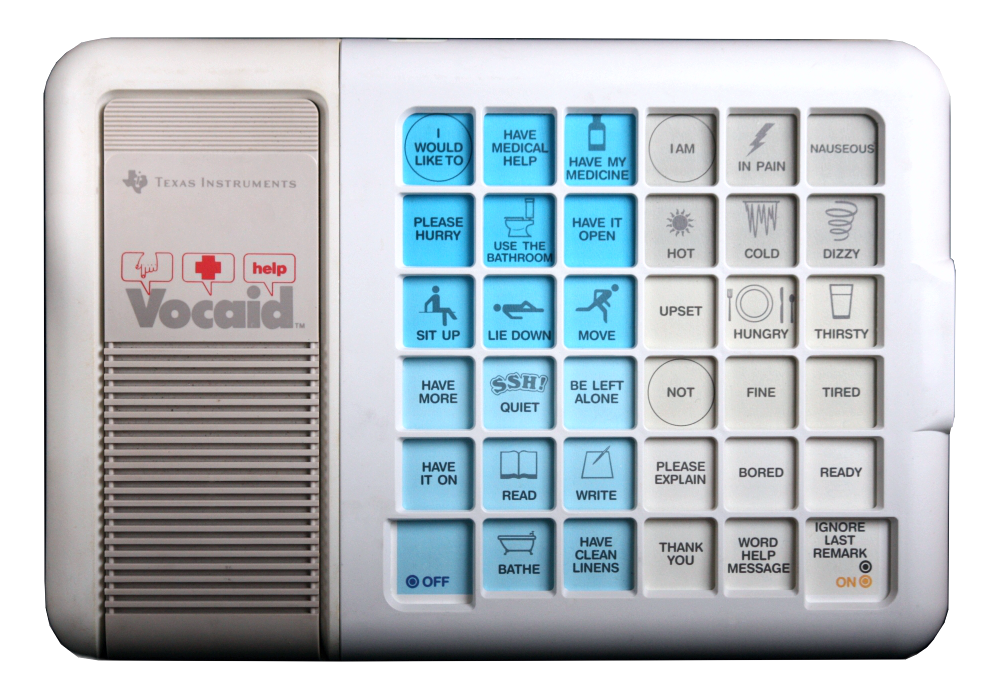 TEXAS INSTRUMENTS
help
Vocaid™
I
WOULD
LIKE TO
HAVE
MEDICAL
HELP
HAVE MY
MEDICINE
I AM
IN PAIN
NAUSEOUS
PLEASE
HURRY
USE THE
BATHROOM
HAVE IT
OPEN
HOT
COLD
DIZZY
SIT UP
LIE DOWN
MOVE
UPSET
HUNGRY
THIRSTY
HAVE
MORE
SSH!
QUIET
BE LEFT
ALONE
NOT
FINE
TIRED
HAVE
IT ON
READ
WRITE
PLEASE
EXPLAIN
BORED
READY
OFF
BATHE
HAVE
CLEAN
LINENS
THANK
YOU
WORD
HELP
MESSAGE
IGNORE
LAST
REMARK
ON